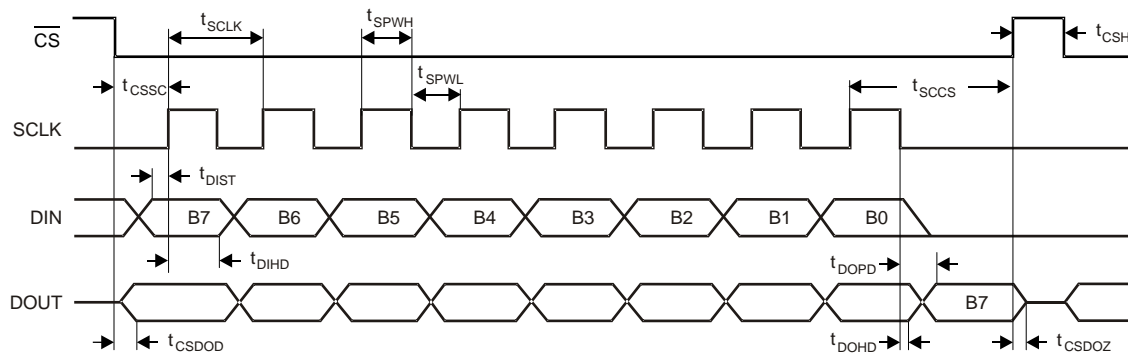 CS
tSCLK
tSPWH
tCSH
tCSSC
tSPWL
tSCCS
SCLK
tDIST
DIN
B7 B6 B5 B4 B3 B2 B1 B0
tDIHD
tDOPD
DOUT
B7
tCSDOD
tDOHD
tCSDOZ